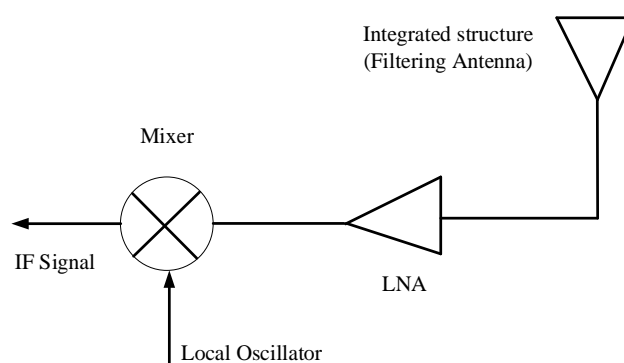 Integrated structure
(Filtering Antenna)
Mixer
IF Signal
LNA
Local Oscillator